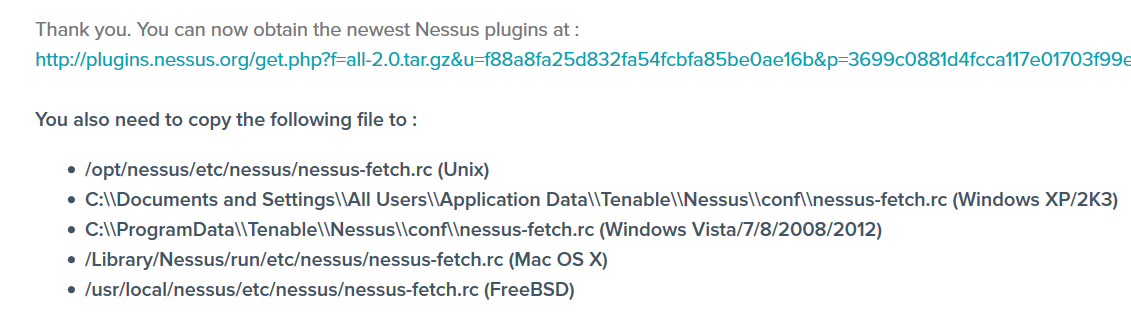 Thank you. You can now obtain the newest Nessus plugins at :
http://plugins.nessus.org/get.php?f=all-2.0.tar.gz&u=f88a8fa25d832fa54fcbfa85be0ae16b&p=3699c0881d4fcca117e01703f99e
You also need to copy the following file to :
• /opt/nessus/etc/nessus/nessus-fetch.rc (Unix)
• C:\\Documents and Settings\\All Users\\Application Data\\Tenable\\Nessus\\conf\\nessus-fetch.rc (Windows XP/2K3)
• C:\\ProgramData\\Tenable\\Nessus\\conf\\nessus-fetch.rc (Windows Vista/7/8/2008/2012)
• /Library/Nessus/run/etc/nessus/nessus-fetch.rc (Mac OS X)
• /usr/local/nessus/etc/nessus/nessus-fetch.rc (FreeBSD)